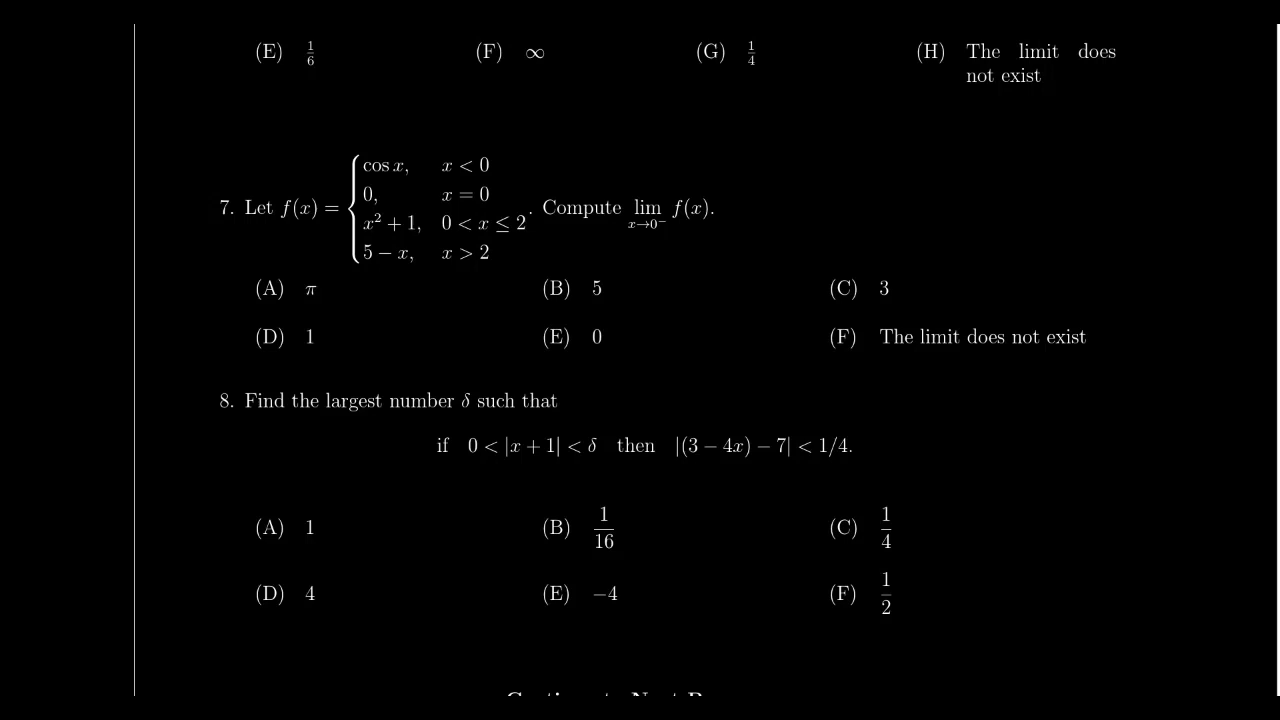 (E) 1/6 (F) ∞ (G) 1/4 (H) The limit does
not exist
7. Let f(x) = { cos x, x < 0
0, x = 0
x² + 1, 0 < x ≤ 2
5 − x, x > 2 . Compute lim x→0⁻ f(x).
(A) π (B) 5 (C) 3
(D) 1 (E) 0 (F) The limit does not exist
8. Find the largest number δ such that
if 0 < |x + 1| < δ then |(3 − 4x) − 7| < 1/4.
(A) 1 (B) 1/16 (C) 1/4
(D) 4 (E) −4 (F) 1/2